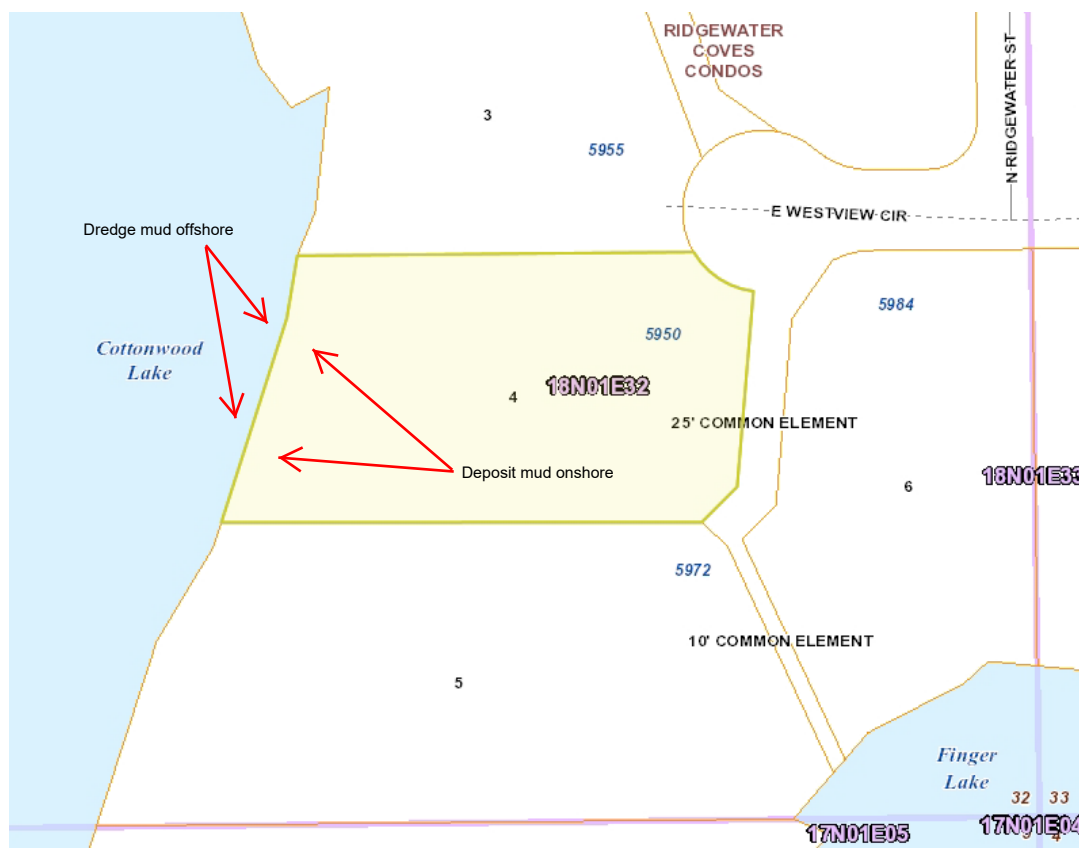 RIDGEWATER
COVES
CONDOS
N RIDGEWATER ST
3
5955
E WESTVIEW CIR
Dredge mud offshore
5984
5950
Cottonwood
Lake
4
18N01E32
25' COMMON ELEMENT
Deposit mud onshore
6
18N01E33
5972
10' COMMON ELEMENT
5
Finger
Lake
32 33
17N01E05
17N01E04
4